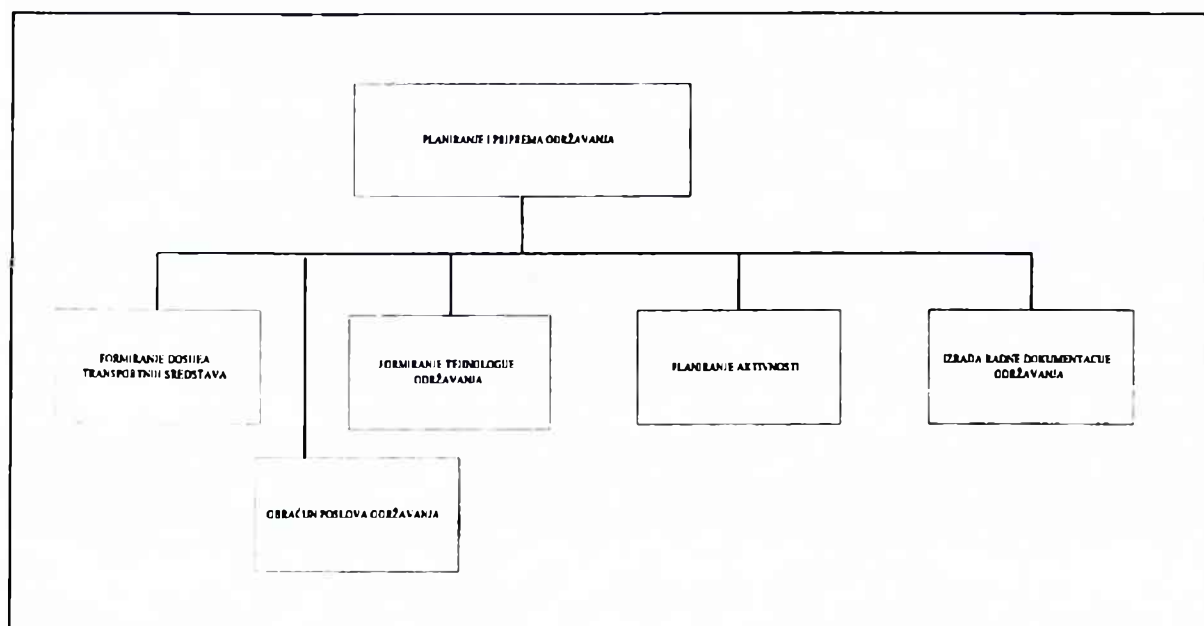 PLANIRANJE I PRIPREMA ODRŽAVANJA
FORMIRANJE DOSIJEA
TRANSPORTNIH SREDSTAVA
FORMIRANJE TEHNOLOGIJE
ODRŽAVANJA
PLANIRANJE AKTIVNOSTI
IZRADA RADNE DOKUMENTACIJE
ODRŽAVANJA
OBRAČUN POSLOVA ODRŽAVANJA